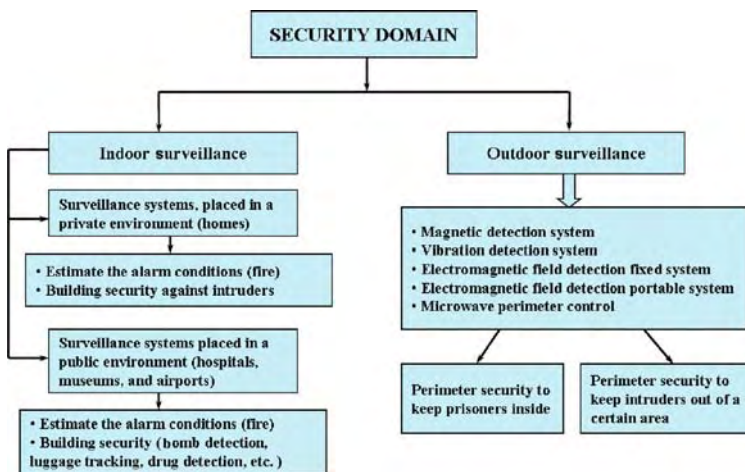 SECURITY DOMAIN
Indoor surveillance
Surveillance systems, placed in a
private environment (homes)
• Estimate the alarm conditions (fire)
• Building security against intruders
Surveillance systems placed in a
public environment (hospitals,
museums, and airports)
• Estimate the alarm conditions (fire)
• Building security (bomb detection,
luggage tracking, drug detection, etc.)
Outdoor surveillance
• Magnetic detection system
• Vibration detection system
• Electromagnetic field detection fixed system
• Electromagnetic field detection portable system
• Microwave perimeter control
Perimeter security to
keep prisoners inside
Perimeter security to
keep intruders out of a
certain area